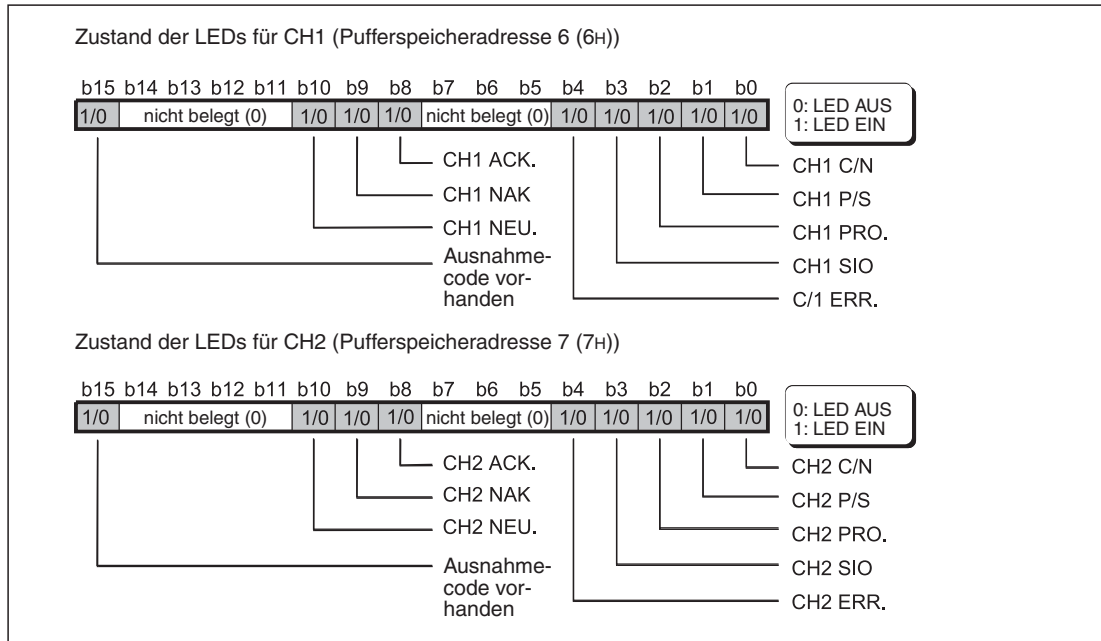 Zustand der LEDs für CH1 (Pufferspeicheradresse 6 (6H))
b15 b14 b13 b12 b11 b10 b9 b8 b7 b6 b5 b4 b3 b2 b1 b0
1/0 nicht belegt (0) 1/0 1/0 1/0 nicht belegt (0) 1/0 1/0 1/0 1/0 1/0
0: LED AUS
1: LED EIN
CH1 ACK.
CH1 NAK
CH1 NEU.
Ausnahme-
code vor-
handen
CH1 C/N
CH1 P/S
CH1 PRO.
CH1 SIO
C/1 ERR.
Zustand der LEDs für CH2 (Pufferspeicheradresse 7 (7H))
b15 b14 b13 b12 b11 b10 b9 b8 b7 b6 b5 b4 b3 b2 b1 b0
1/0 nicht belegt (0) 1/0 1/0 1/0 nicht belegt (0) 1/0 1/0 1/0 1/0 1/0
0: LED AUS
1: LED EIN
CH2 ACK.
CH2 NAK
CH2 NEU.
Ausnahme-
code vor-
handen
CH2 C/N
CH2 P/S
CH2 PRO.
CH2 SIO
CH2 ERR.